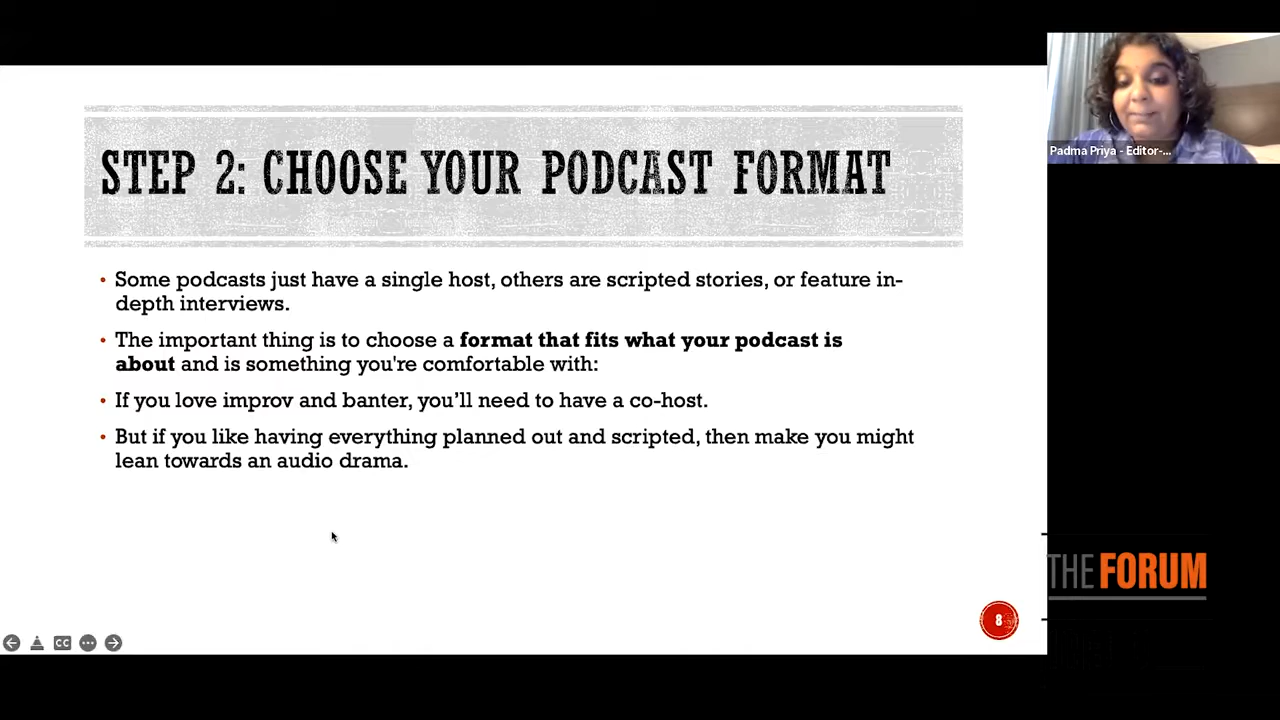 STEP 2: CHOOSE YOUR PODCAST FORMAT
• Some podcasts just have a single host, others are scripted stories, or feature in-
depth interviews.
• The important thing is to choose a format that fits what your podcast is
about and is something you're comfortable with:
• If you love improv and banter, you’ll need to have a co-host.
• But if you like having everything planned out and scripted, then make you might
lean towards an audio drama.
8
CC
Padma Priya - Editor-...
THE FORUM